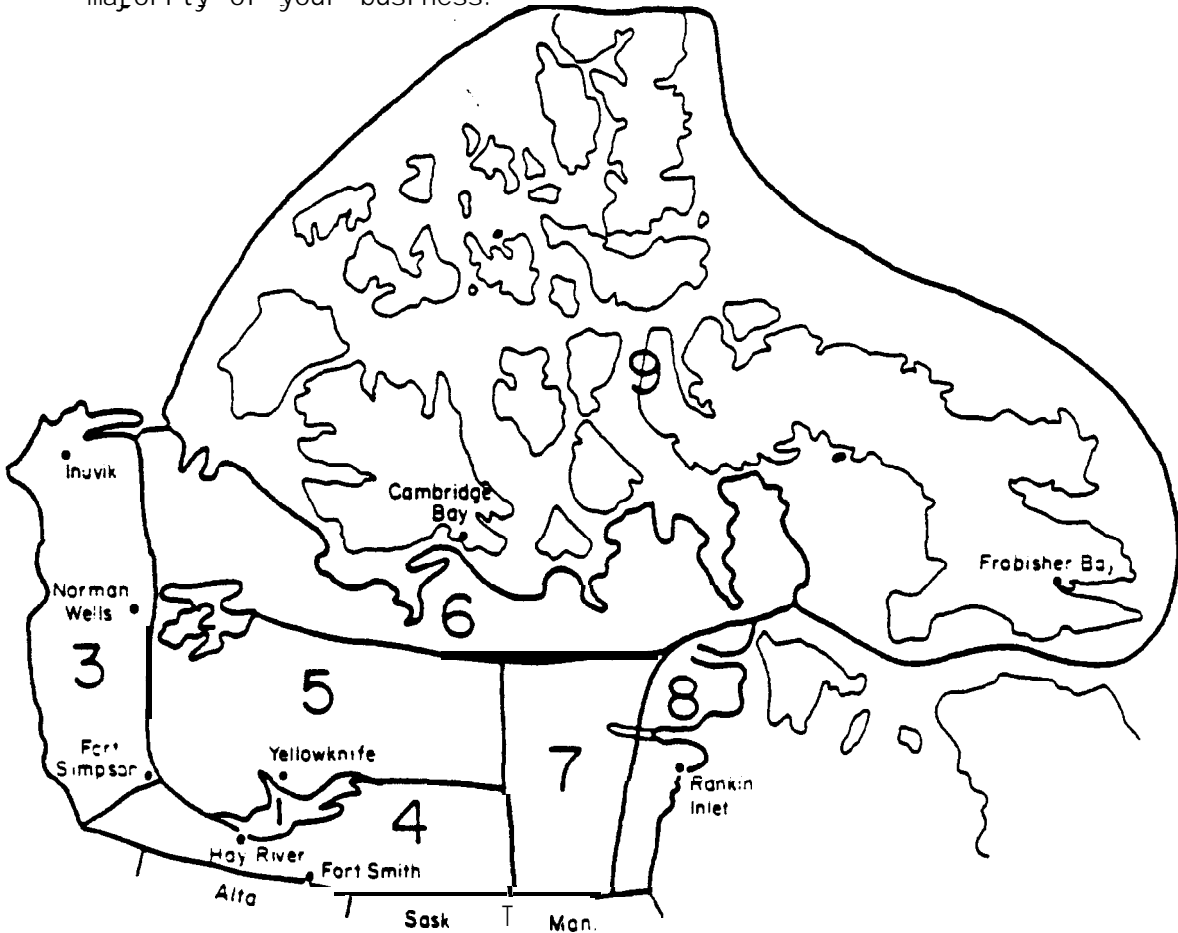 majority of your business.
9
Inuvik
Cambridge
Bay
Frobisher Bay
Norman
Wells
6
2
3
5
8
Fort
Simpson
Yellowknife
7
Rankin
Inlet
1
4
Hay River
Fort Smith
Alta
Sask
T
Man.